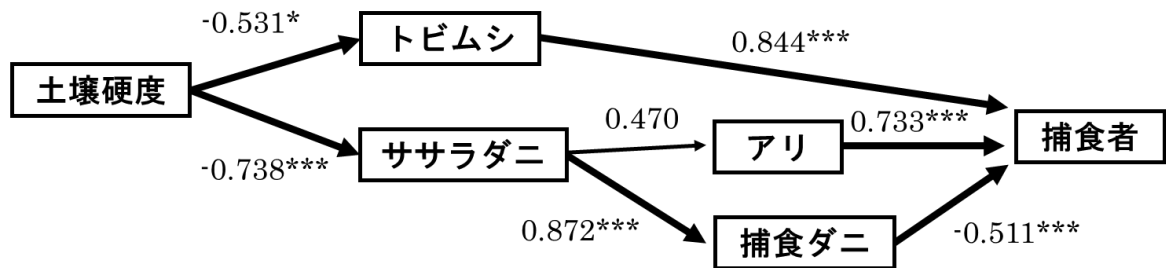 -0.531*
トビムシ
0.844***
土壌硬度
0.470
アリ
0.733***
捕食者
ササラダニ
-0.738***
0.872***
捕食ダニ
-0.511***